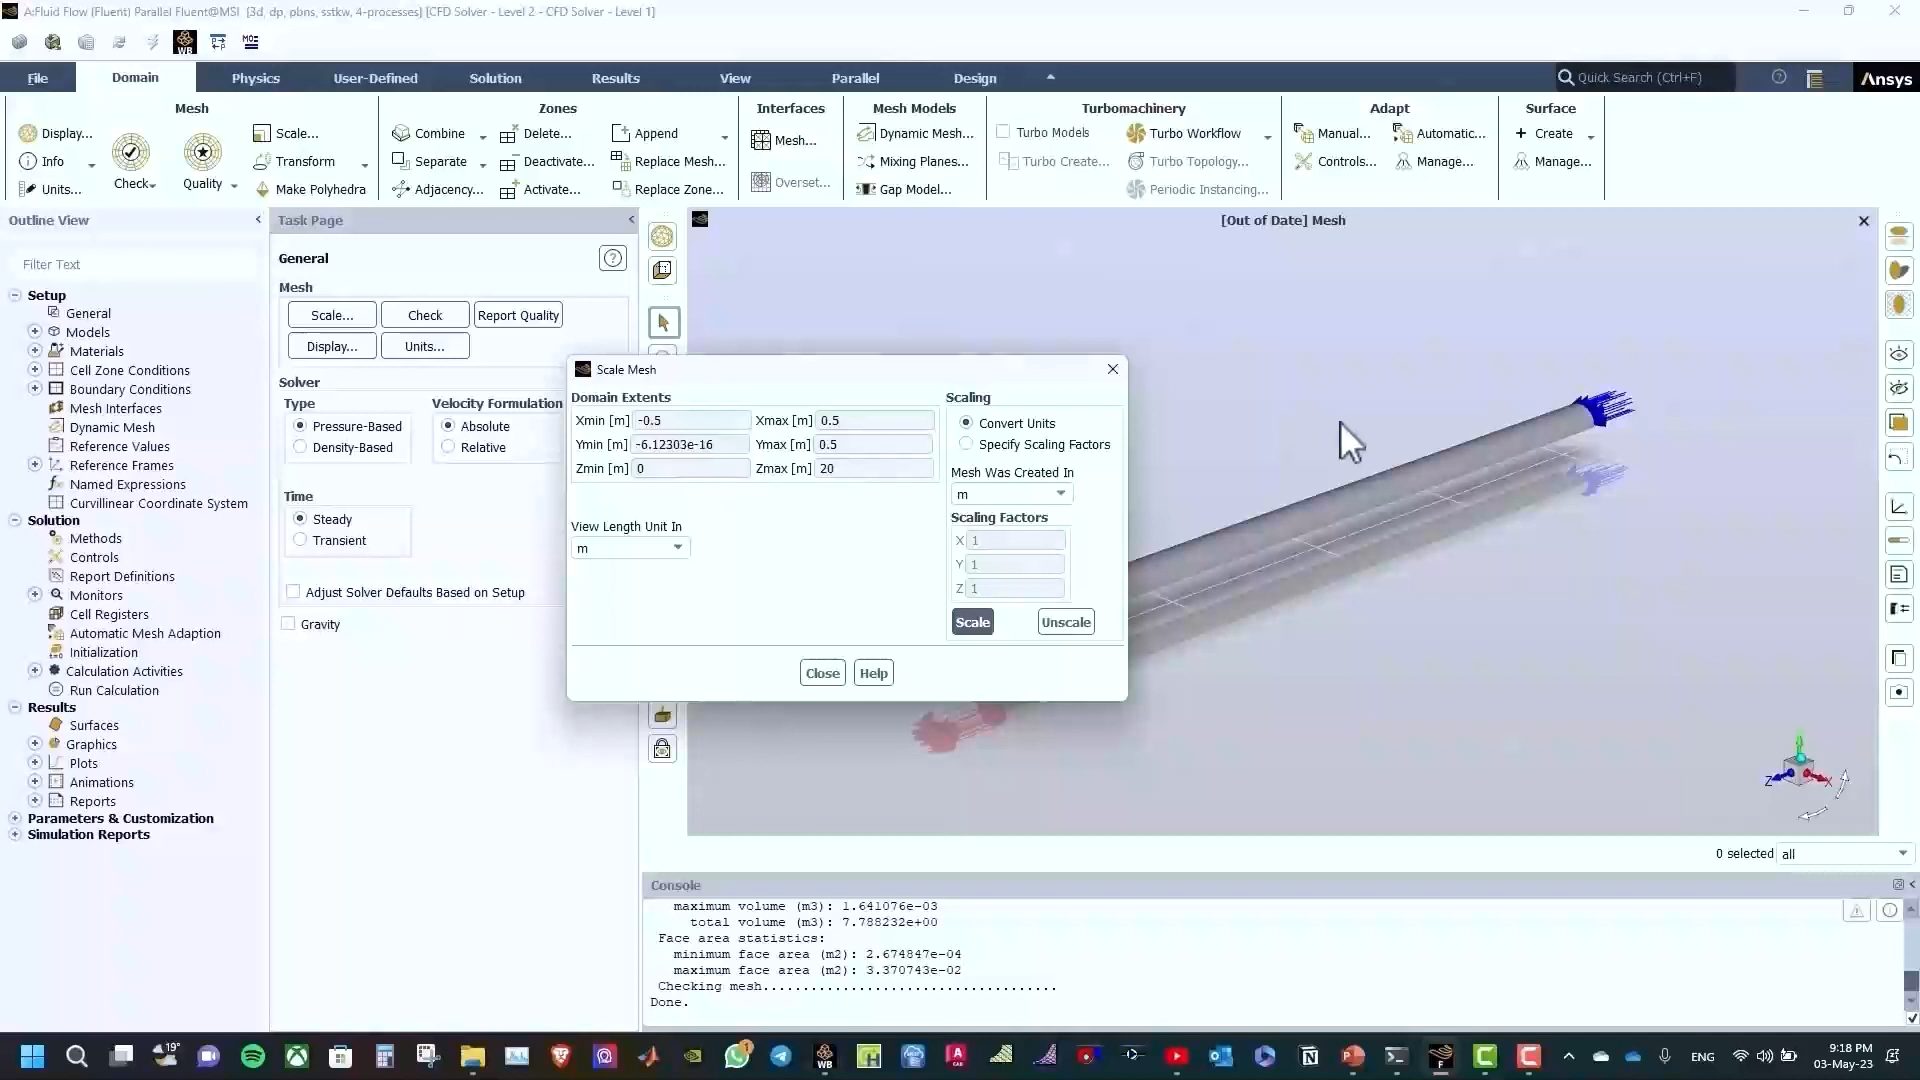 A:Fluid Flow (Fluent) Parallel Fluent@MSI [3d, dp, pbns, sstkw, 4-processes] [CFD Solver - Level 2 - CFD Solver - Level 1]
WB
File
Domain
Physics
User-Defined
Solution
Results
View
Parallel
Design
Quick Search (Ctrl+F)
Ansys
Mesh
Display...
Info
Units...
Check
Quality
Scale...
Transform
Make Polyhedra
Zones
Combine
Separate
Adjacency...
Delete...
Deactivate...
Activate...
Append
Replace Mesh...
Replace Zone...
Interfaces
Mesh...
Overset...
Mesh Models
Dynamic Mesh...
Mixing Planes...
Gap Model...
Turbomachinery
Turbo Models
Turbo Create...
Turbo Workflow
Turbo Topology...
Periodic Instancing...
Adapt
Manual...
Controls...
Automatic...
Manage...
Surface
Create
Manage...
Outline View
Filter Text
Setup
General
Models
Materials
Cell Zone Conditions
Boundary Conditions
Mesh Interfaces
Dynamic Mesh
Reference Values
Reference Frames
Named Expressions
Curvillinear Coordinate System
Solution
Methods
Controls
Report Definitions
Monitors
Cell Registers
Automatic Mesh Adaption
Initialization
Calculation Activities
Run Calculation
Results
Surfaces
Graphics
Plots
Animations
Reports
Parameters & Customization
Simulation Reports
Task Page
General
Mesh
Scale...
Check
Report Quality
Display...
Units...
Solver
Type
Pressure-Based
Density-Based
Velocity Formulation
Absolute
Relative
Time
Steady
Transient
Adjust Solver Defaults Based on Setup
Gravity
[Out of Date] Mesh
Scale Mesh
Domain Extents
Xmin [m] -0.5
Xmax [m] 0.5
Ymin [m] -6.12303e-16
Ymax [m] 0.5
Zmin [m] 0
Zmax [m] 20
View Length Unit In
m
Scaling
Convert Units
Specify Scaling Factors
Mesh Was Created In
m
Scaling Factors
X 1
Y 1
Z 1
Scale
Unscale
Close
Help
Z
X
0 selected
all
Console
maximum volume (m3): 1.641076e-03
total volume (m3): 7.788232e+00
Face area statistics:
minimum face area (m2): 2.674847e-04
maximum face area (m2): 3.370743e-02
Checking mesh.....................................
Done.
19°
1
WB
ENG
9:18 PM
03-May-23